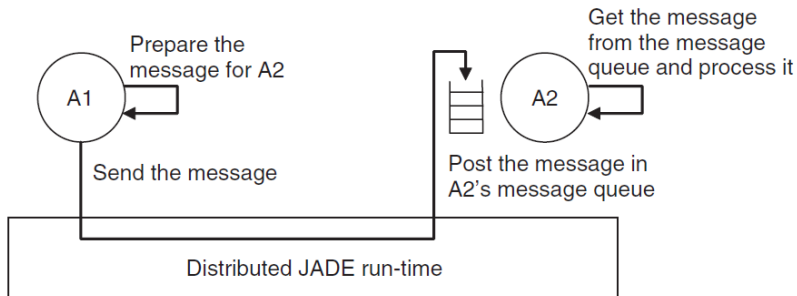 Prepare the
message for A2
A1
Send the message
Get the message
from the message
queue and process it
A2
Post the message in
A2's message queue
Distributed JADE run-time